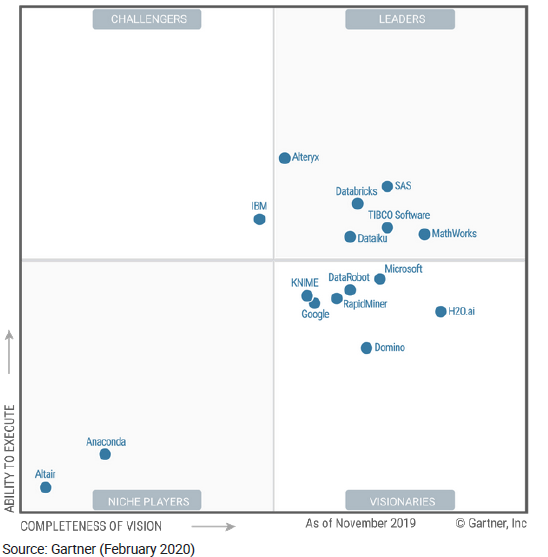 CHALLENGERS
LEADERS
Alteryx
SAS
Databricks
IBM
TIBCO Software
Dataiku
MathWorks
Microsoft
DataRobot
KNIME
RapidMiner
Google
H2O.ai
Domino
Anaconda
Altair
ABILITY TO EXECUTE
NICHE PLAYERS
VISIONARIES
COMPLETENESS OF VISION
As of November 2019
© Gartner, Inc
Source: Gartner (February 2020)